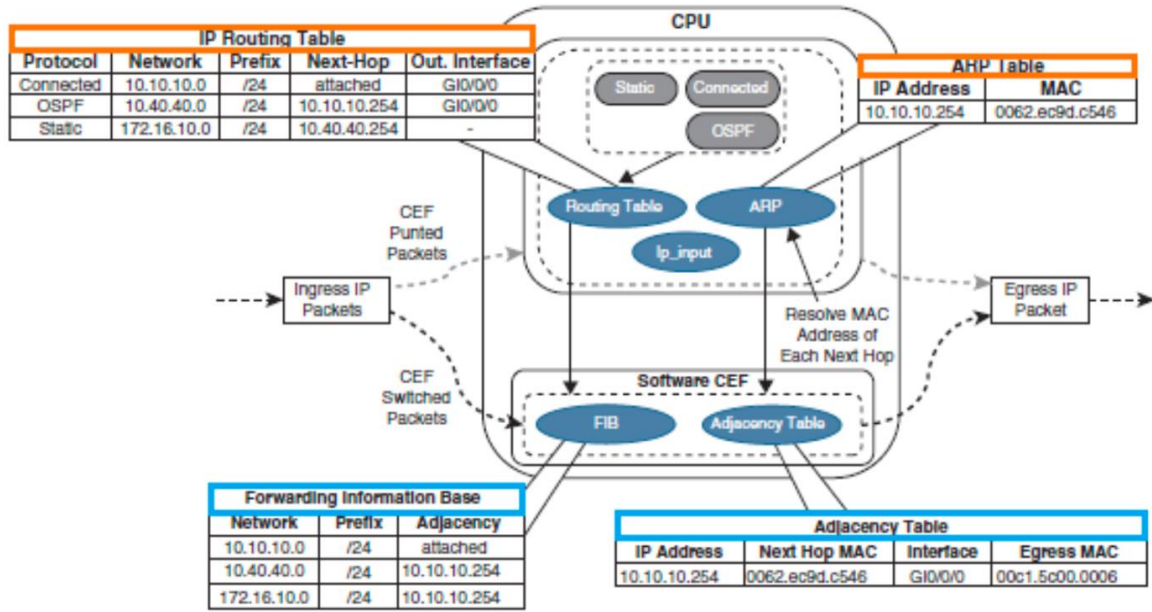 CPU
IP Routing Table
Protocol Network Prefix Next-Hop Out. Interface
Connected 10.10.10.0 /24 attached GI0/0/0
OSPF 10.40.40.0 /24 10.10.10.254 GI0/0/0
Static 172.16.10.0 /24 10.40.40.254 -
ARP Table
IP Address MAC
10.10.10.254 0062.ec9d.c546
Static
Connected
OSPF
Routing Table
ARP
Ip_input
CEF
Punted
Packets
Ingress IP
Packets
Egress IP
Packet
Resolve MAC
Address of
Each Next Hop
CEF
Switched
Packets
Software CEF
FIB
Adjacency Table
Forwarding Information Base
Network Prefix Adjacency
10.10.10.0 /24 attached
10.40.40.0 /24 10.10.10.254
172.16.10.0 /24 10.10.10.254
Adjacency Table
IP Address Next Hop MAC Interface Egress MAC
10.10.10.254 0062.ec9d.c546 GI0/0/0 00c1.5c00.0006